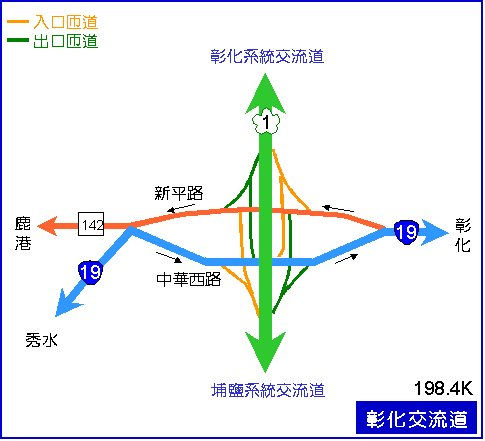 入口匝道
出口匝道
彰化系統交流道
1
新平路
鹿港
142
19
彰化
19
中華西路
秀水
埔鹽系統交流道
198.4K
彰化交流道